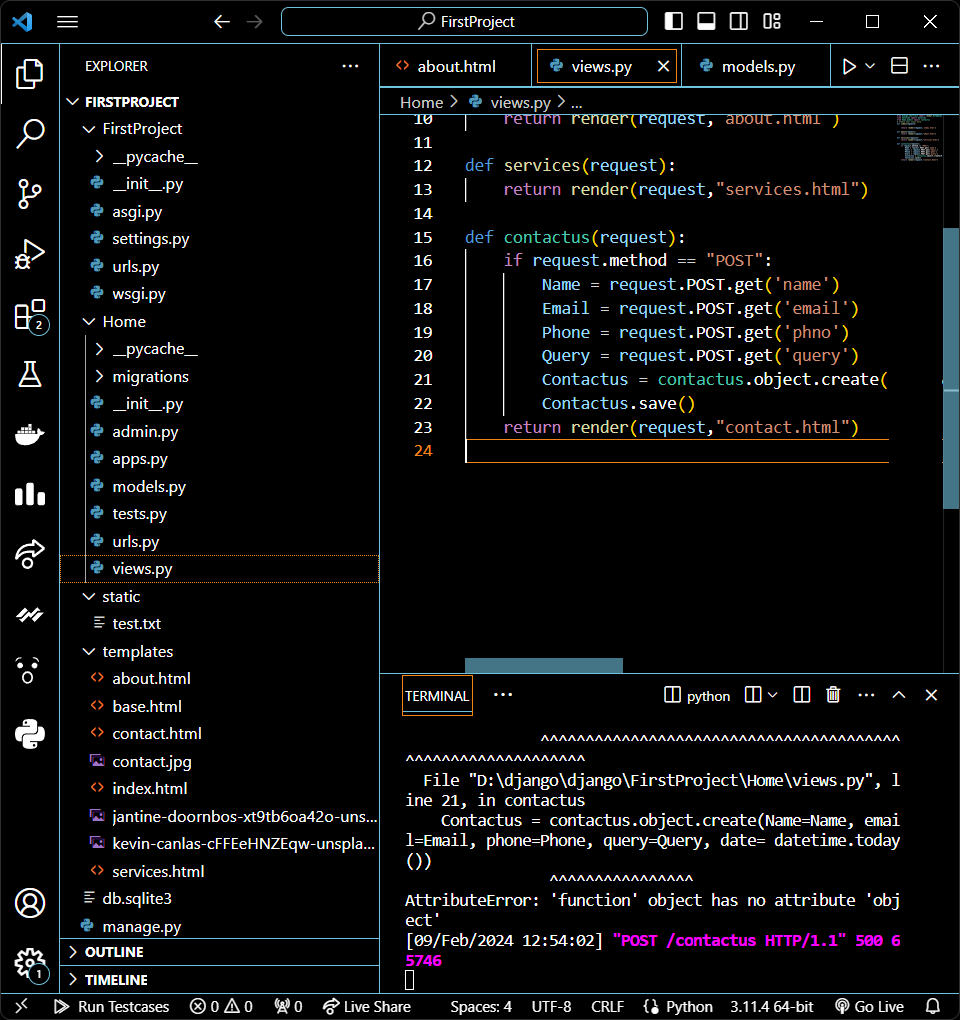 FirstProject
EXPLORER
FIRSTPROJECT
FirstProject
__pycache__
__init__.py
asgi.py
settings.py
urls.py
wsgi.py
Home
__pycache__
migrations
__init__.py
admin.py
apps.py
models.py
tests.py
urls.py
views.py
static
test.txt
templates
about.html
base.html
contact.html
contact.jpg
index.html
jantine-doornbos-xt9tb6oa42o-uns...
kevin-canlas-cFFEeHNZEqw-unspla...
services.html
db.sqlite3
manage.py
OUTLINE
TIMELINE
2
1
about.html views.py models.py
Home > views.py > ...
10 return render(request,"about.html")
11
12 def services(request):
13 return render(request,"services.html")
14
15 def contactus(request):
16 if request.method == "POST":
17 Name = request.POST.get('name')
18 Email = request.POST.get('email')
19 Phone = request.POST.get('phno')
20 Query = request.POST.get('query')
21 Contactus = contactus.object.create(
22 Contactus.save()
23 return render(request,"contact.html")
24
TERMINAL ... python
^^^^^^^^^^^^^^^^^^^^^^^^^^^^^^^^^^^^^^^^
^^^^^^^^^^^^^^^^^^^^
File "D:\django\django\FirstProject\Home\views.py", l
ine 21, in contactus
Contactus = contactus.object.create(Name=Name, emai
l=Email, phone=Phone, query=Query, date= datetime.today
())
^^^^^^^^^^^^^^^^
AttributeError: 'function' object has no attribute 'obj
ect'
[09/Feb/2024 12:54:02] "POST /contactus HTTP/1.1" 500 6
5746
Run Testcases 0 0 0 Live Share Spaces: 4 UTF-8 CRLF {} Python 3.11.4 64-bit Go Live